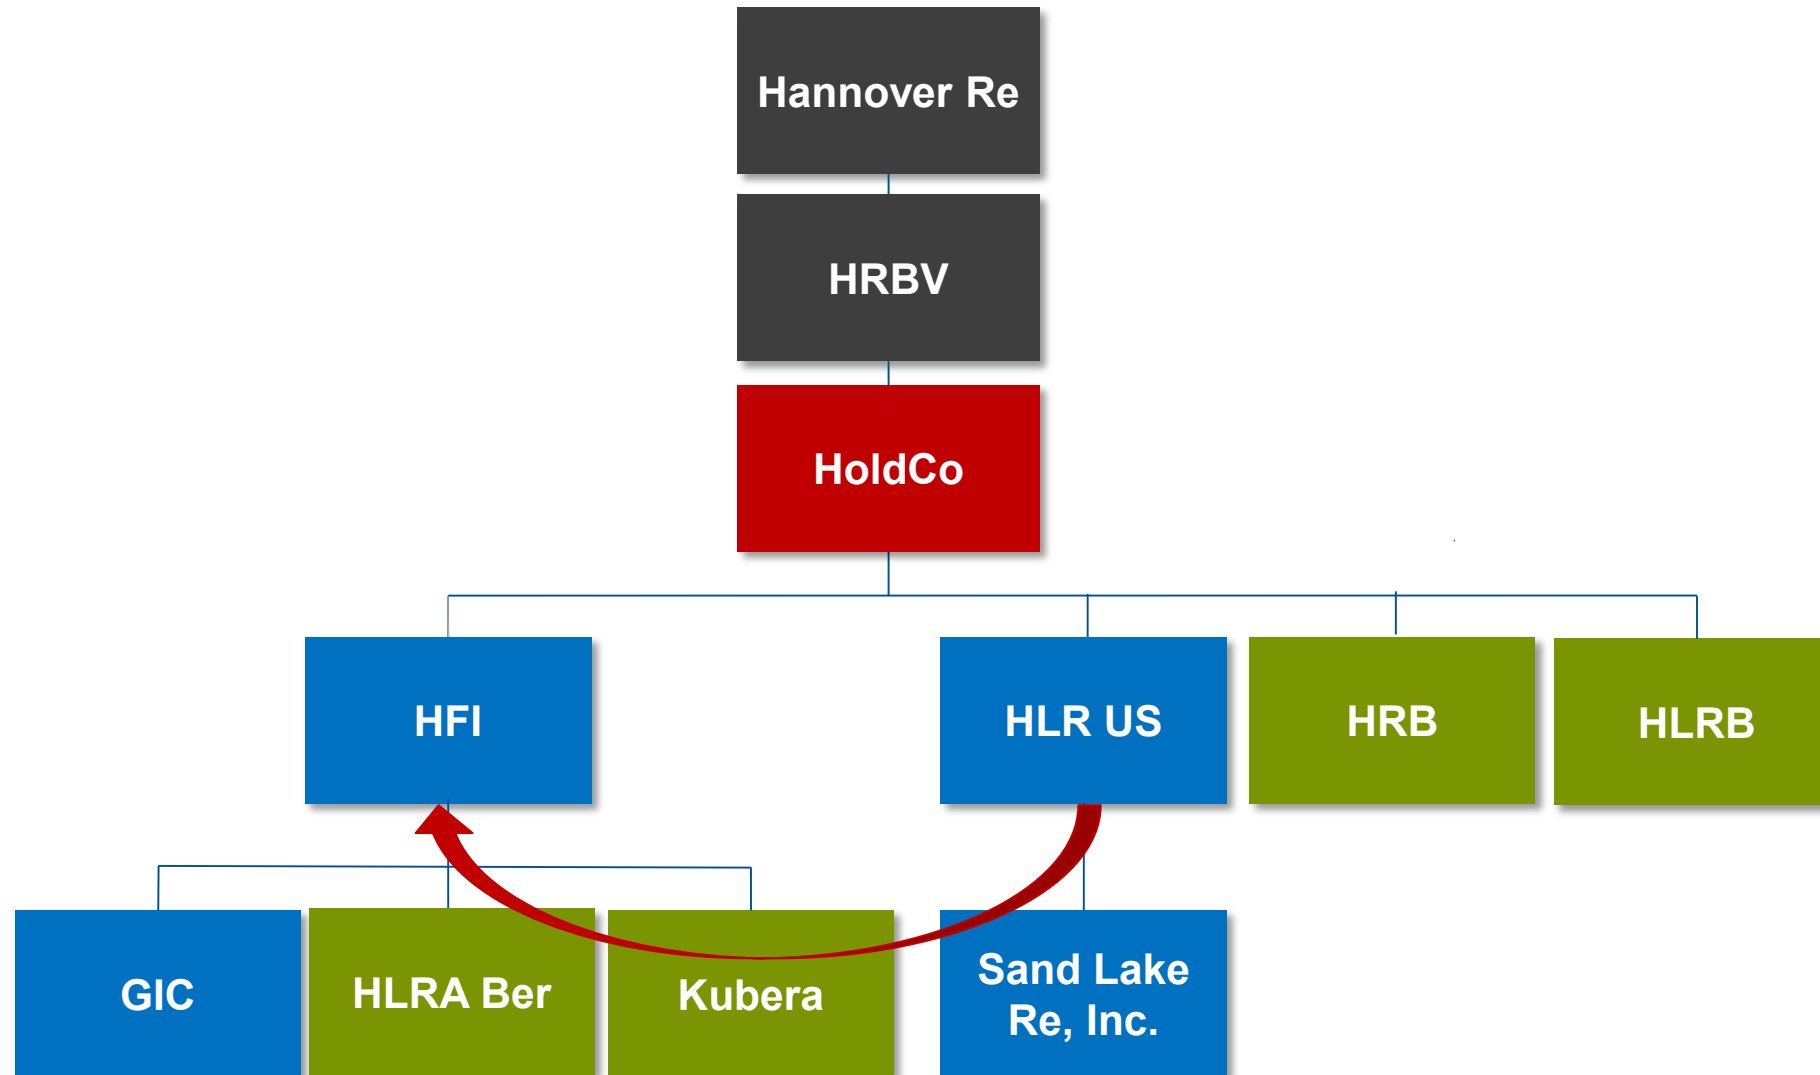 Hannover Re
HRBV
HoldCo
HFI
HLR US
HRB
HLRB
GIC
HLRA Ber
Kubera
Sand Lake
Re, Inc.